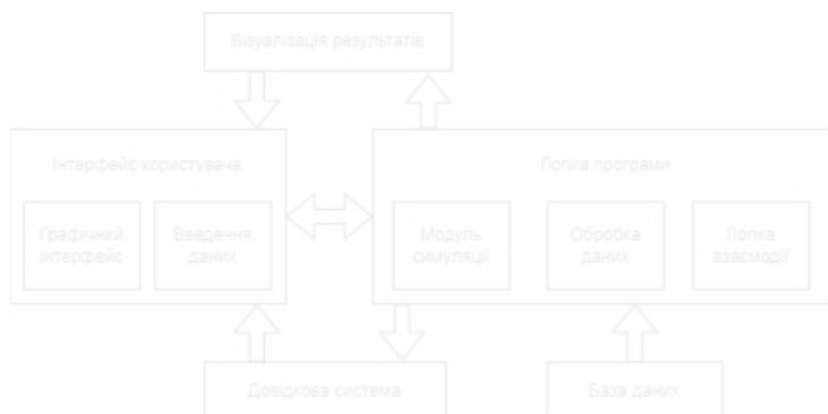 Візуалізація результатів
Інтерфейс користувача
Логіка програми
Графічний
інтерфейс
Введення
даних
Модуль
симуляції
Обробка
даних
Логіка
взаємодії
Довідкова система
База даних